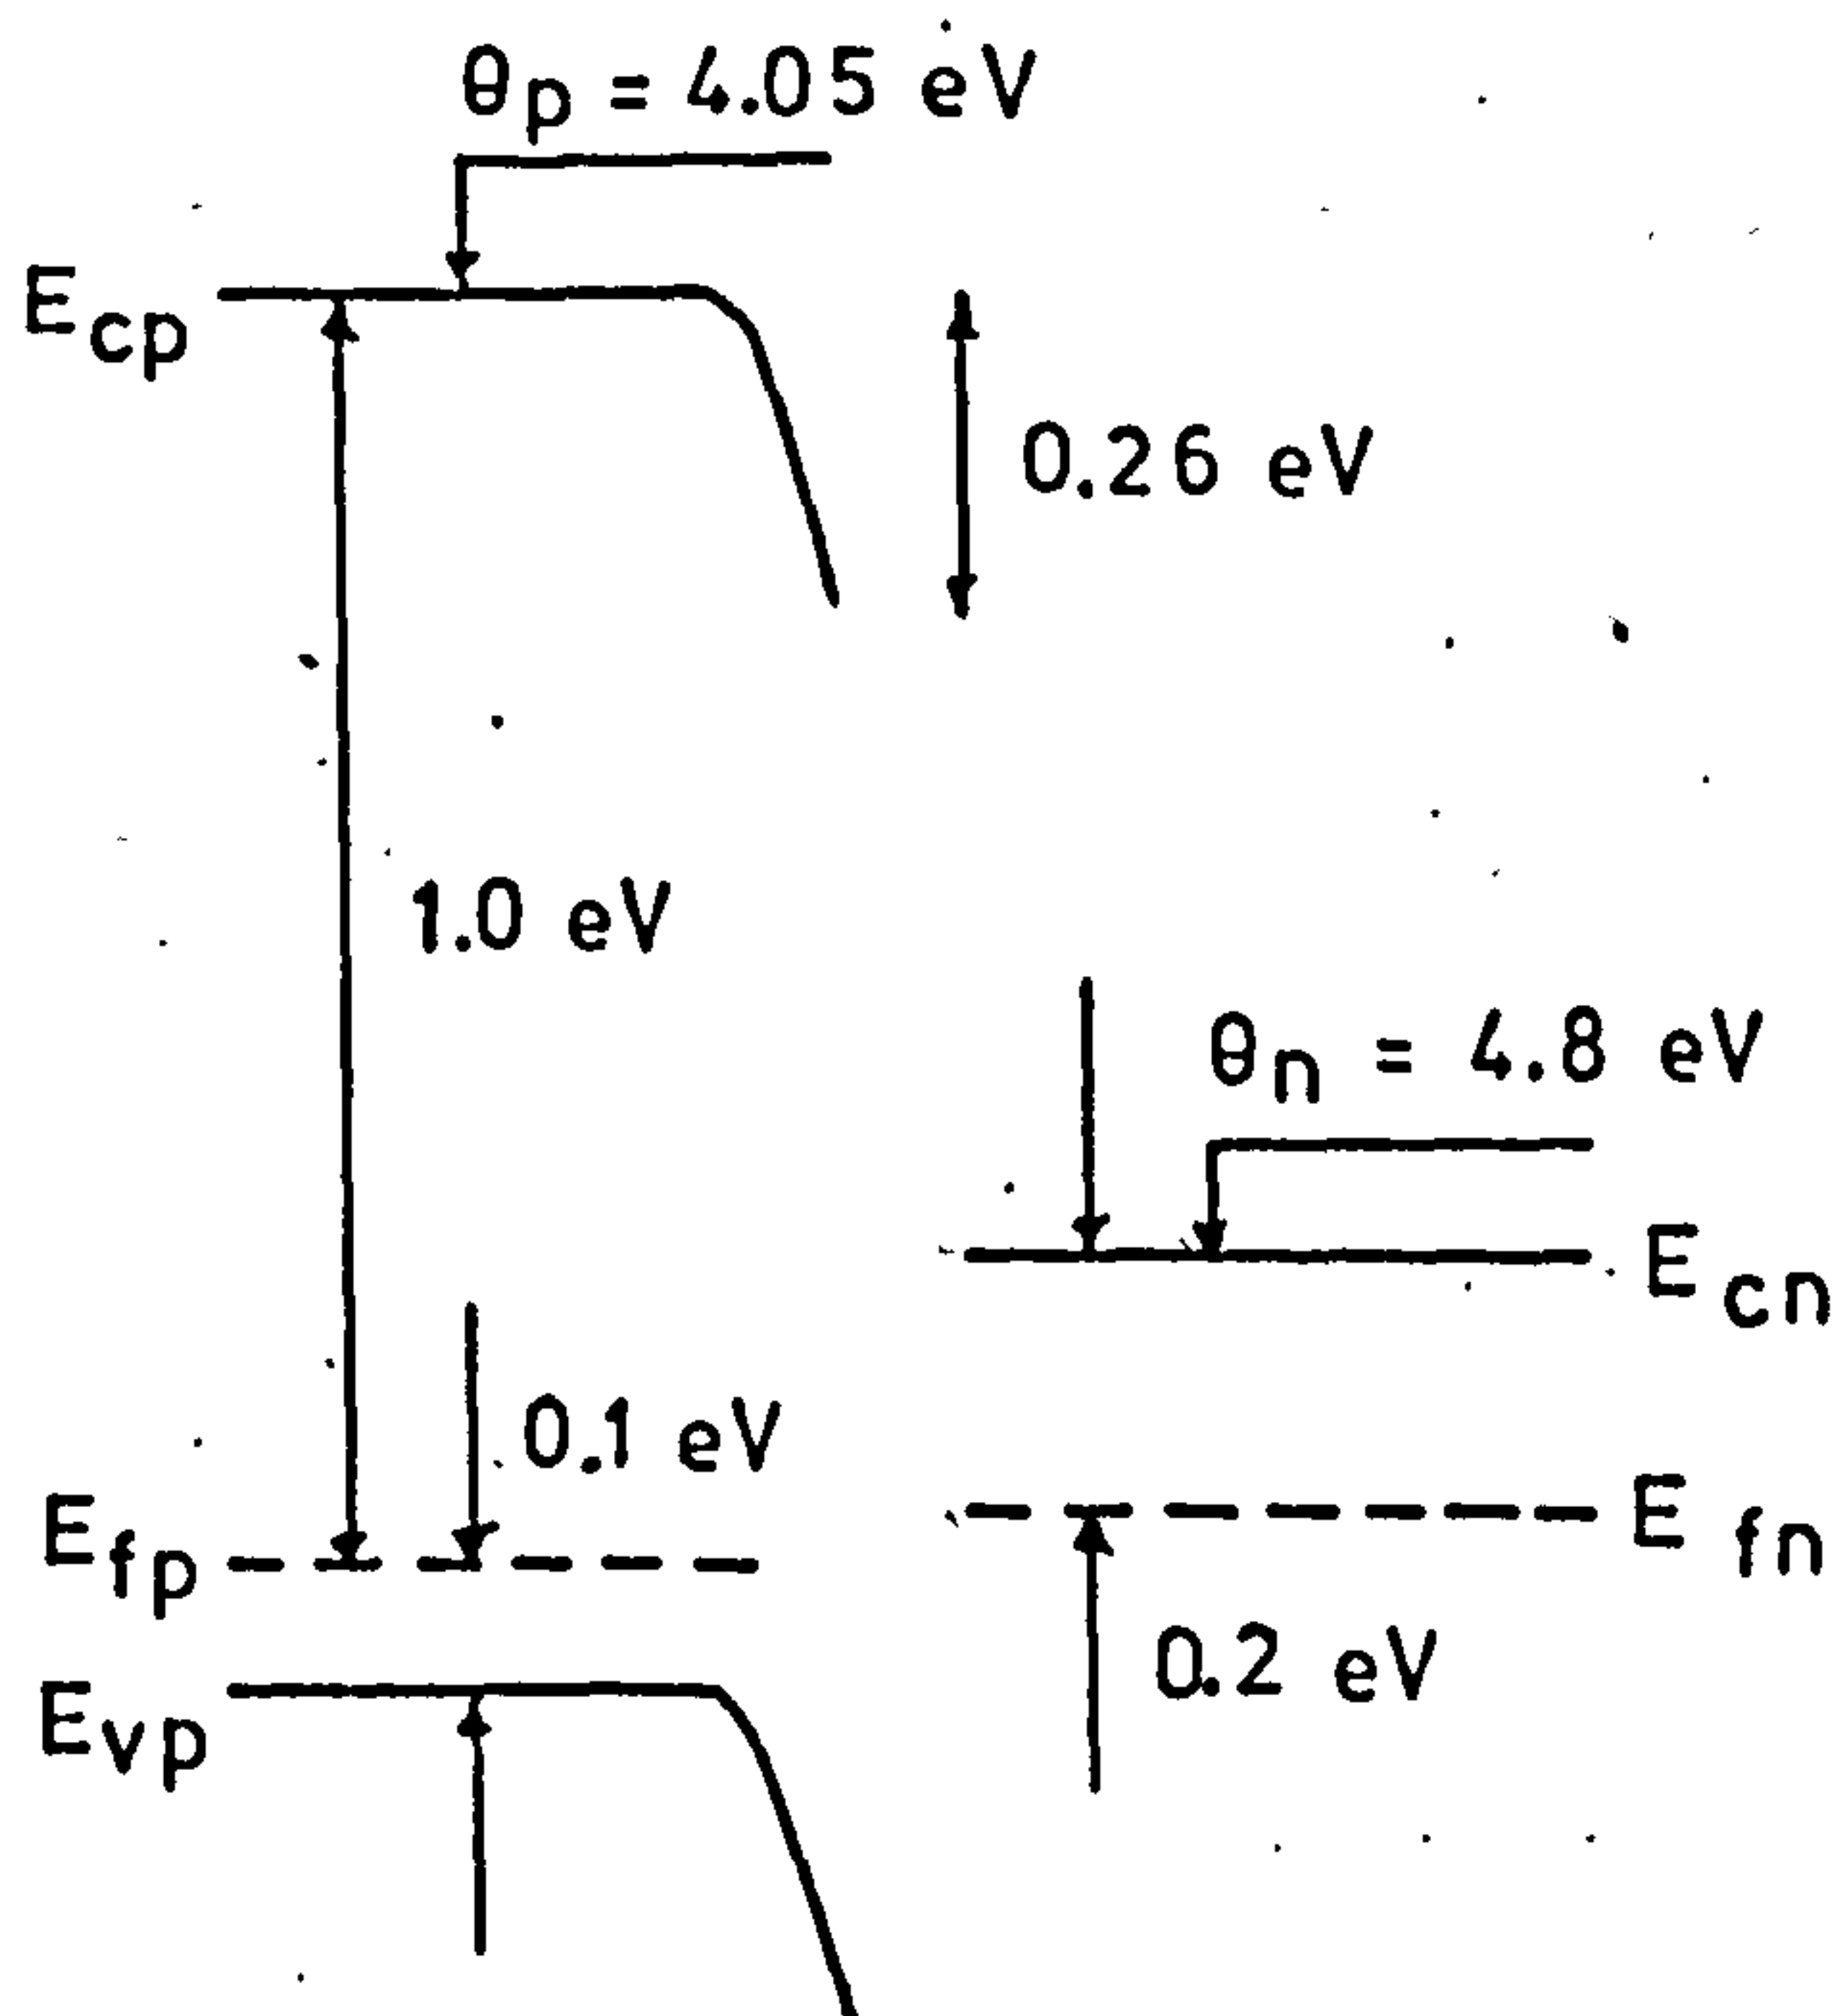 θp = 4.05 eV
Ecp
0.26 eV
1.0 eV
θn = 4.8 eV
Ecn
0.1 eV
Efp
Efn
0.2 eV
Evp